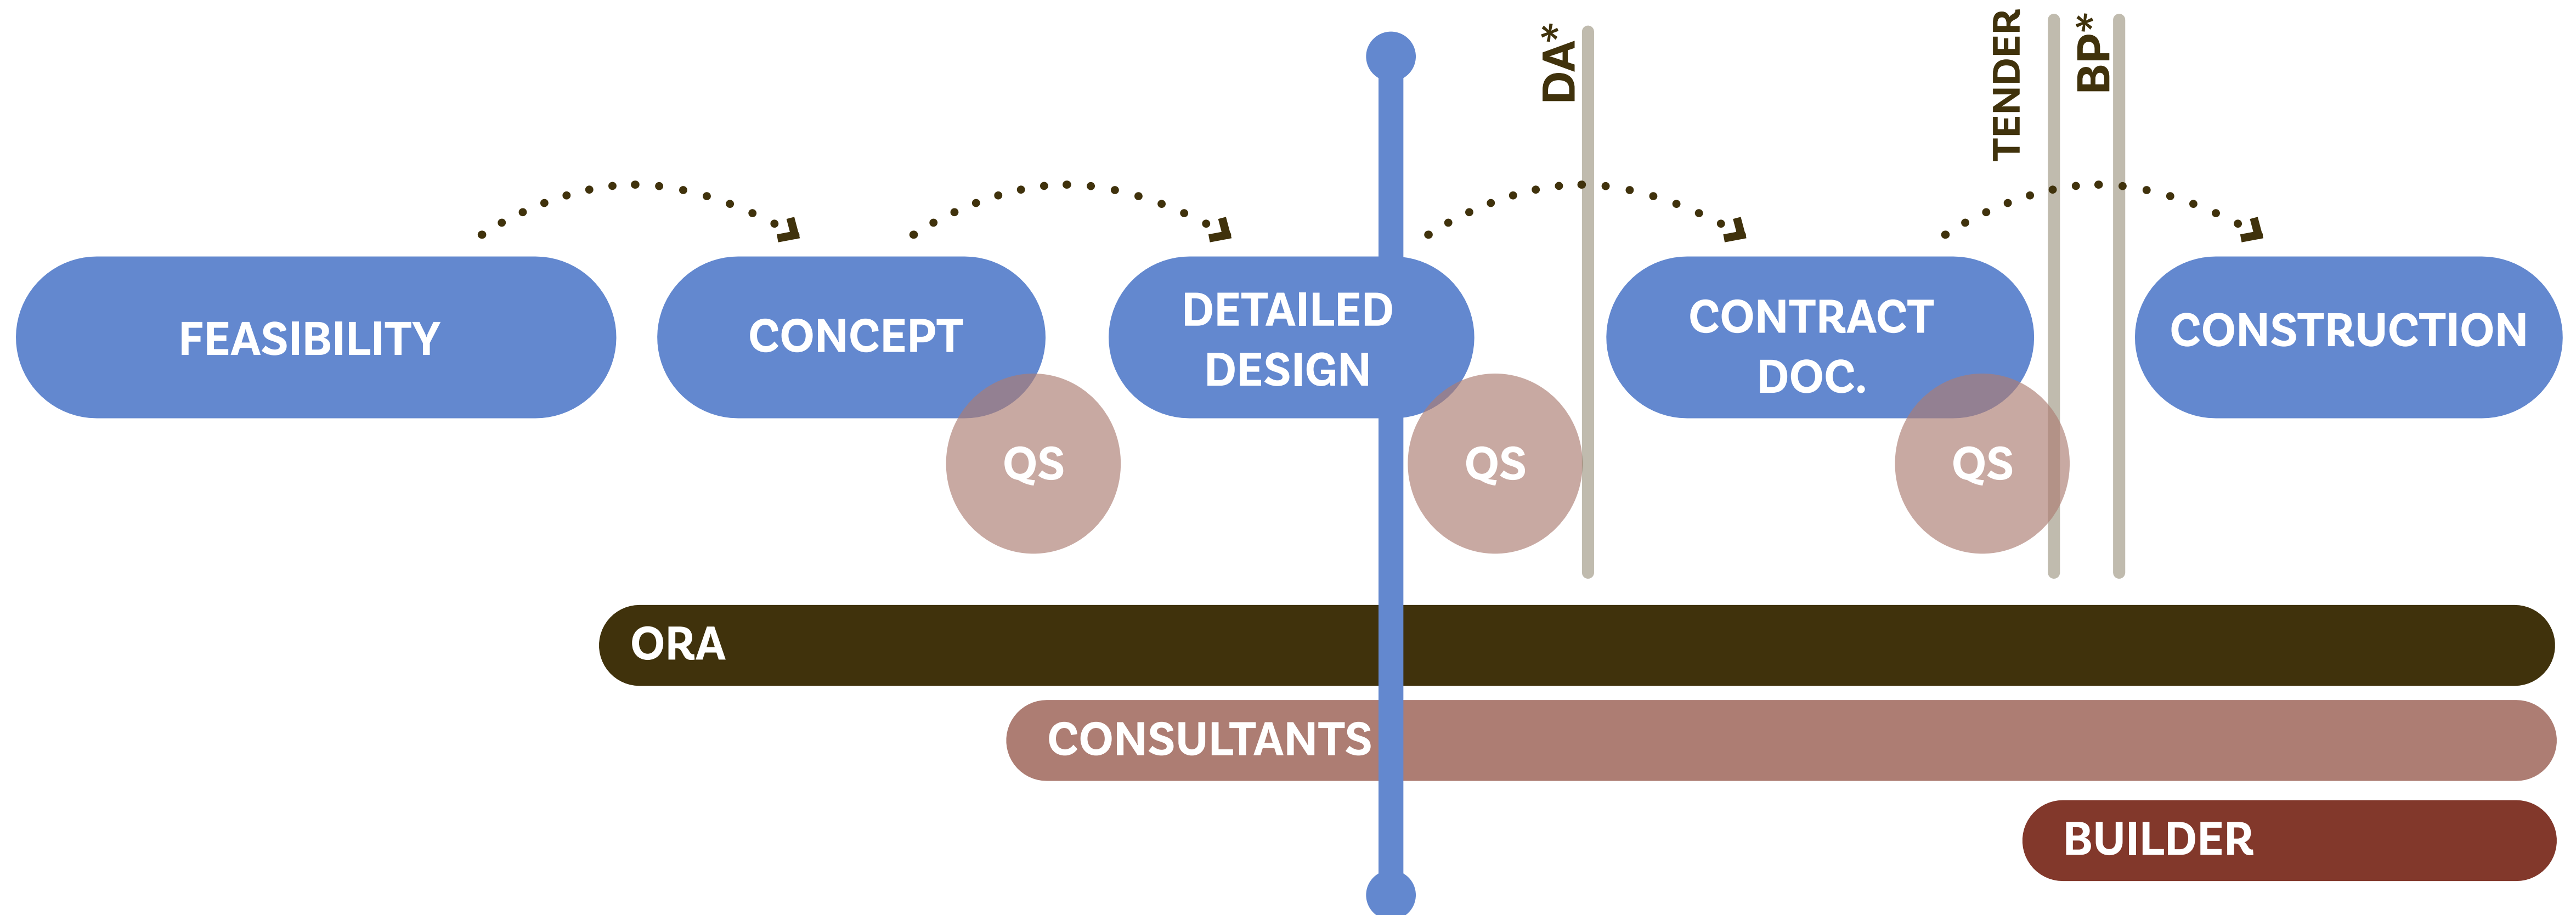 DA*
TENDER
BP*
FEASIBILITY
CONCEPT
DETAILED
DESIGN
CONTRACT
DOC.
CONSTRUCTION
QS
QS
QS
ORA
CONSULTANTS
BUILDER